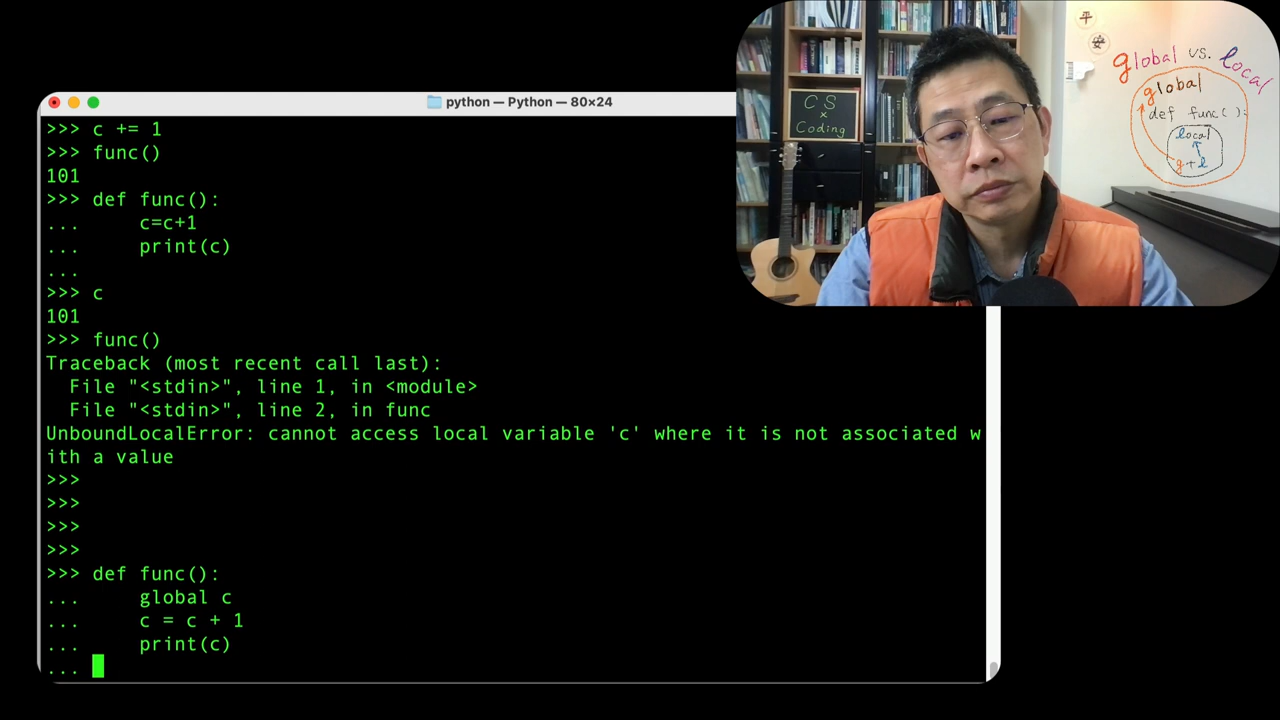 python — Python — 80×24
>>> c += 1
>>> func()
101
>>> def func():
...     c=c+1
...     print(c)
...
>>> c
101
>>> func()
Traceback (most recent call last):
  File "<stdin>", line 1, in <module>
  File "<stdin>", line 2, in func
UnboundLocalError: cannot access local variable 'c' where it is not associated w
ith a value
>>>
>>>
>>>
>>>
>>> def func():
...     global c
...     c = c + 1
...     print(c)
...
CS
×
Coding
平
安
global vs. local
global
def func():
local
g+l